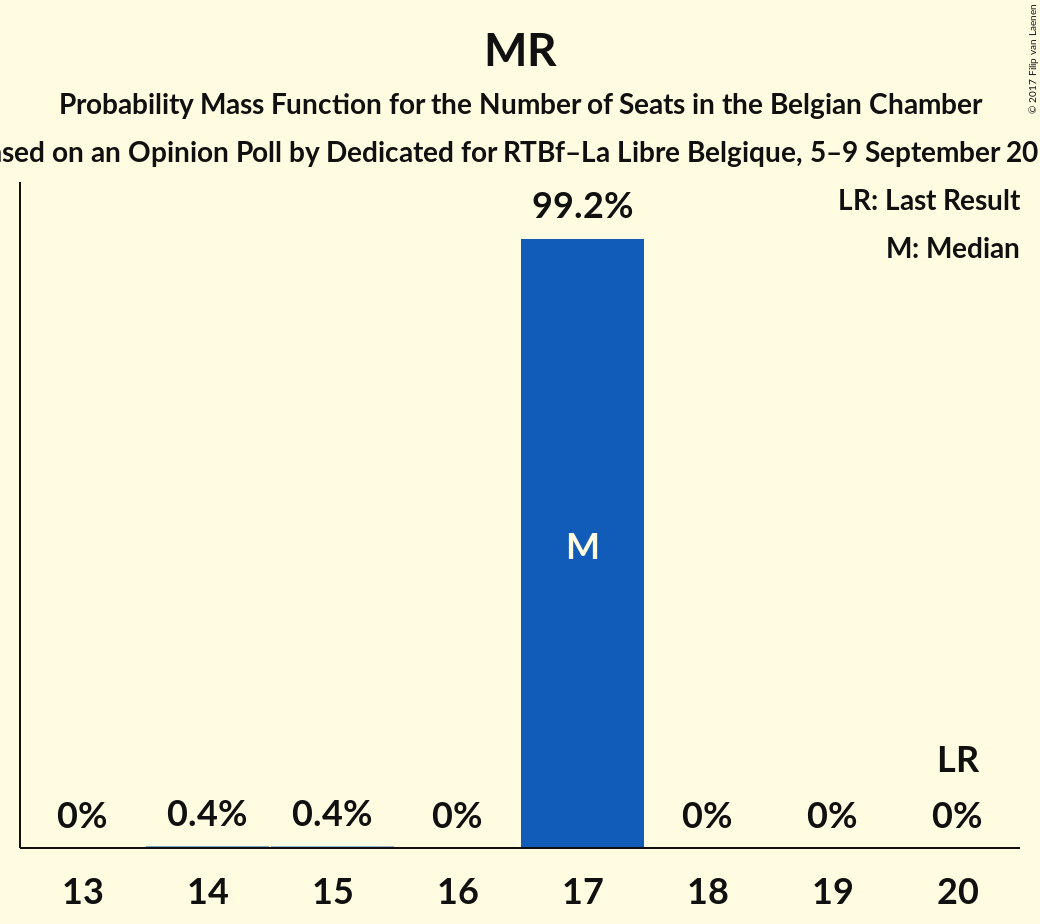 MR
Probability Mass Function for the Number of Seats in the Belgian Chamber
on an Opinion Poll by Dedicated for RTBf–La Libre Belgique, 5–9 September
© 2017 Filip van Laenen
LR: Last Result
M: Median
99.2%
M
LR
0% 0.4% 0.4% 0% 0% 0% 0%
13 14 15 16 17 18 19 20